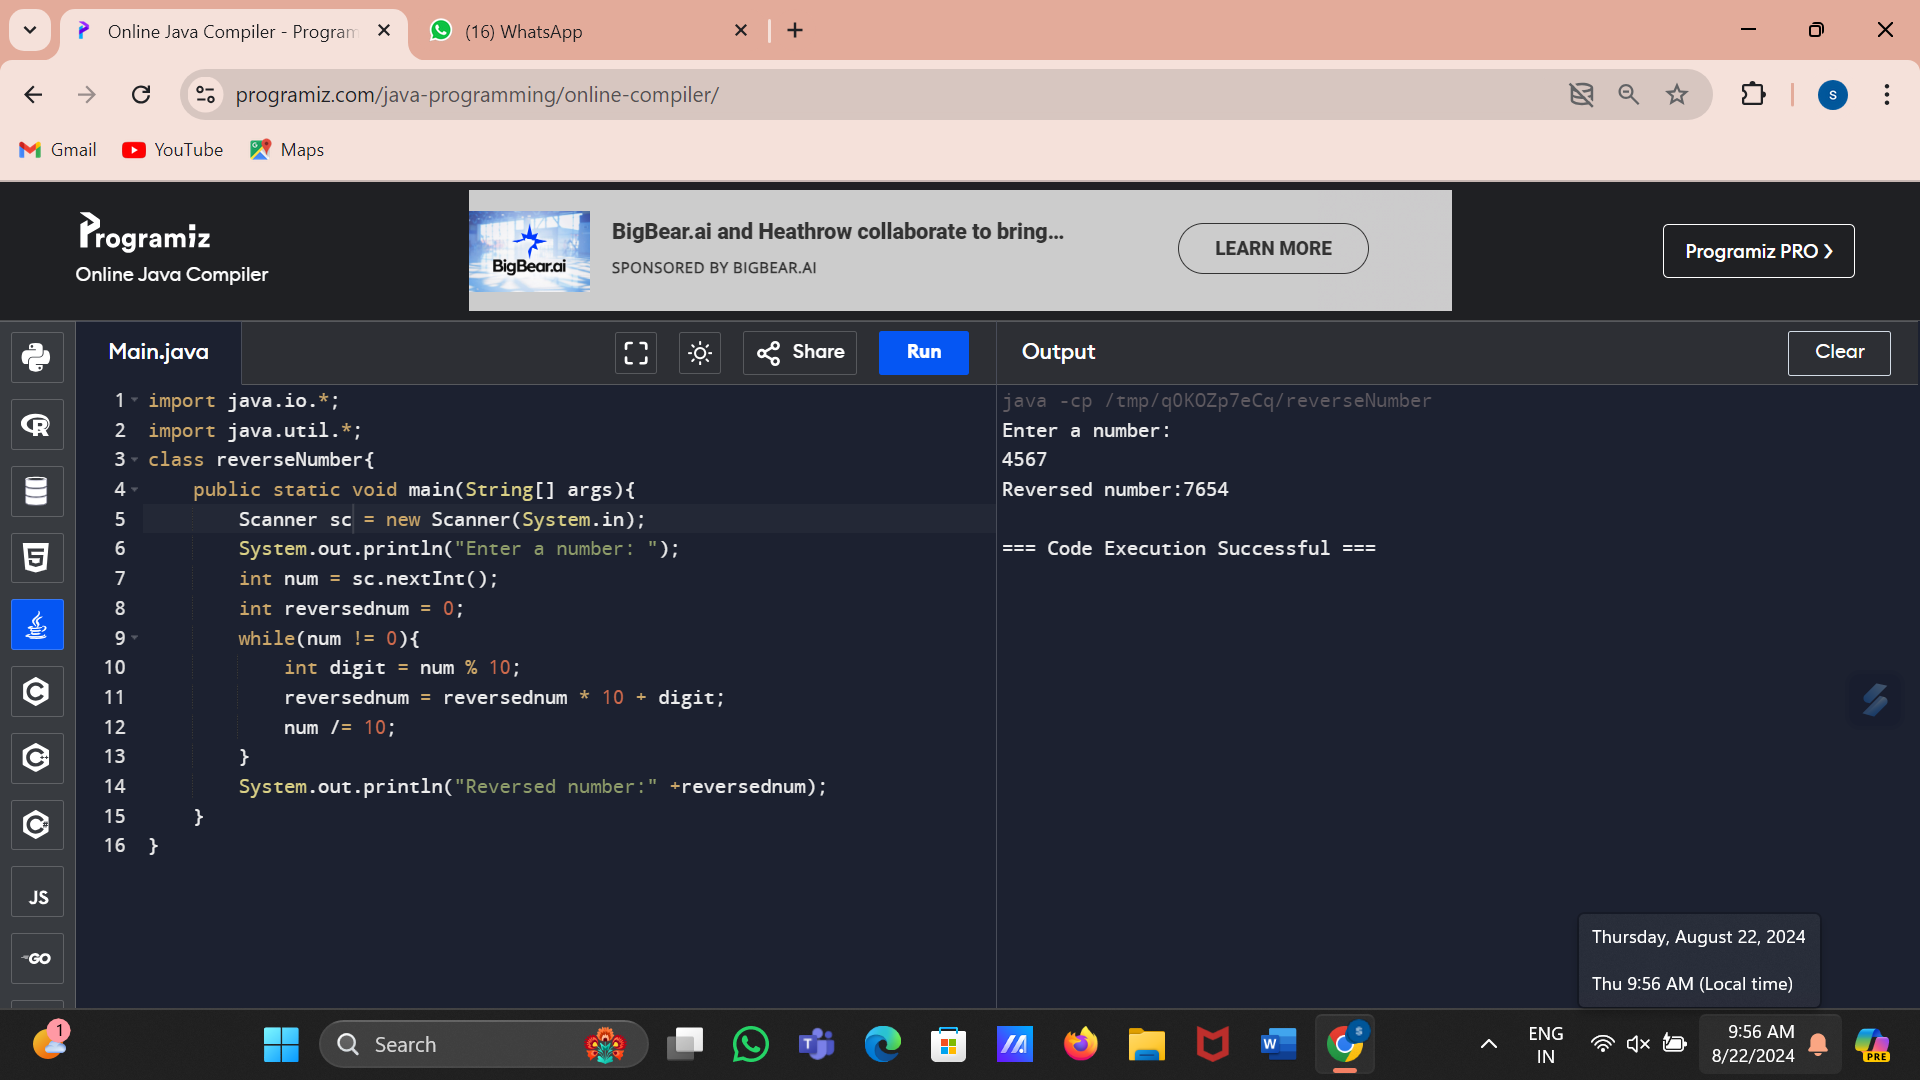 Online Java Compiler - Program
(16) WhatsApp
programiz.com/java-programming/online-compiler/
s
Gmail
YouTube
Maps
Programiz
Online Java Compiler
BigBear.ai
BigBear.ai and Heathrow collaborate to bring...
SPONSORED BY BIGBEAR.AI
LEARN MORE
Programiz PRO ❯
Main.java
Share
Run
Output
Clear
1 import java.io.*;
2 import java.util.*;
3 class reverseNumber{
4 public static void main(String[] args){
5 Scanner sc = new Scanner(System.in);
6 System.out.println("Enter a number: ");
7 int num = sc.nextInt();
8 int reversednum = 0;
9 while(num != 0){
10 int digit = num % 10;
11 reversednum = reversednum * 10 + digit;
12 num /= 10;
13 }
14 System.out.println("Reversed number:" +reversednum);
15 }
16 }
java -cp /tmp/q0KOZp7eCq/reverseNumber
Enter a number:
4567
Reversed number:7654
=== Code Execution Successful ===
R
5
C
C++
C#
JS
GO
Thursday, August 22, 2024
Thu 9:56 AM (Local time)
1
Search
T
W
S
ENG
IN
9:56 AM
8/22/2024
PRE